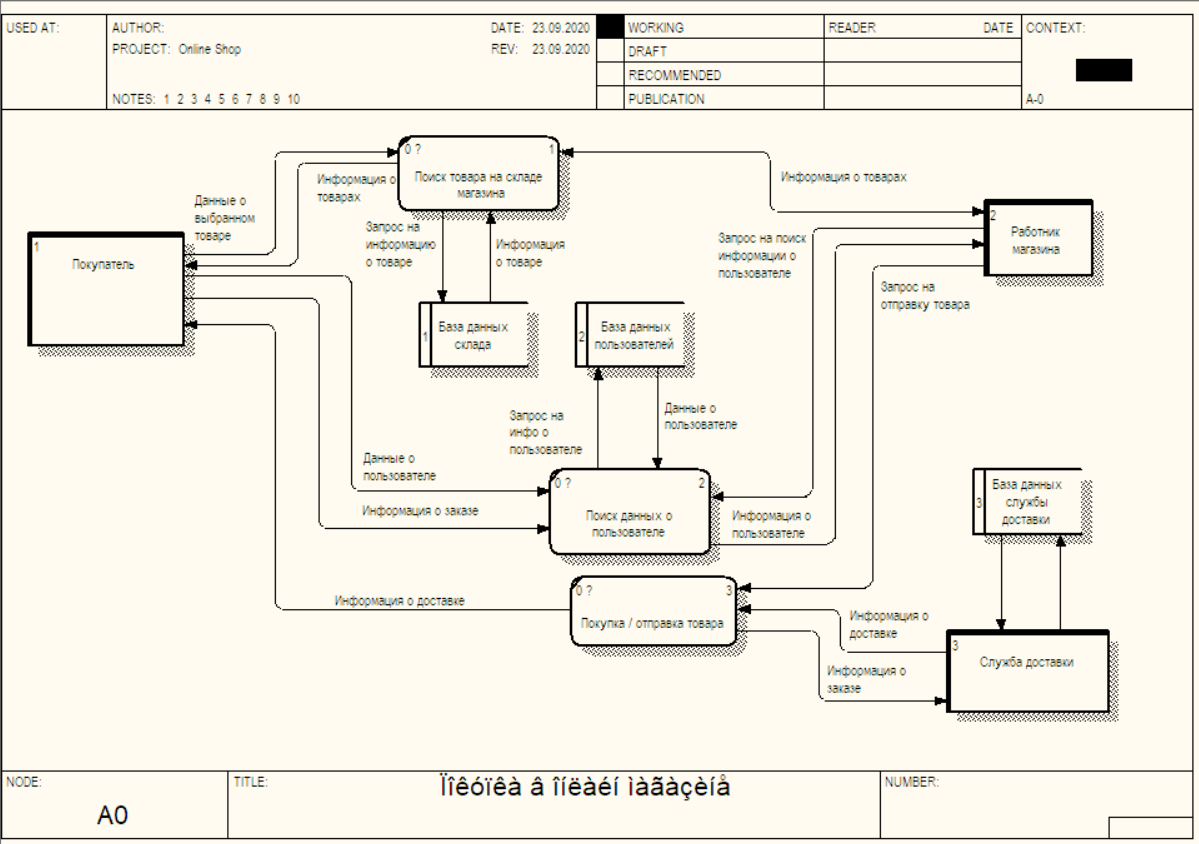 USED AT:
AUTHOR:
DATE: 23.09.2020
PROJECT: Online Shop
REV: 23.09.2020
NOTES: 1 2 3 4 5 6 7 8 9 10
WORKING
DRAFT
RECOMMENDED
PUBLICATION
READER
DATE
CONTEXT:
A-0
0 ?
1
Поиск товара на складе
магазина
Информация о
товарах
Информация о товарах
Данные о
выбранном
товаре
1
Покупатель
Запрос на
информацию
о товаре
Информация
о товаре
Запрос на поиск
информации о
пользователе
2
Работник
магазина
Запрос на
отправку товара
1
База данных
склада
2
База данных
пользователей
Запрос на
инфо о
пользователе
Данные о
пользователе
Данные о
пользователе
Информация о заказе
0 ?
2
Поиск данных о
пользователе
Информация о
пользователе
3
База данных
службы
доставки
Информация о доставке
0 ?
3
Покупка / отправка товара
Информация о
доставке
Информация о
заказе
3
Служба доставки
NODE:
A0
TITLE:
Ïîêóïêà â îíëàéí ìàãàçèíå
NUMBER: